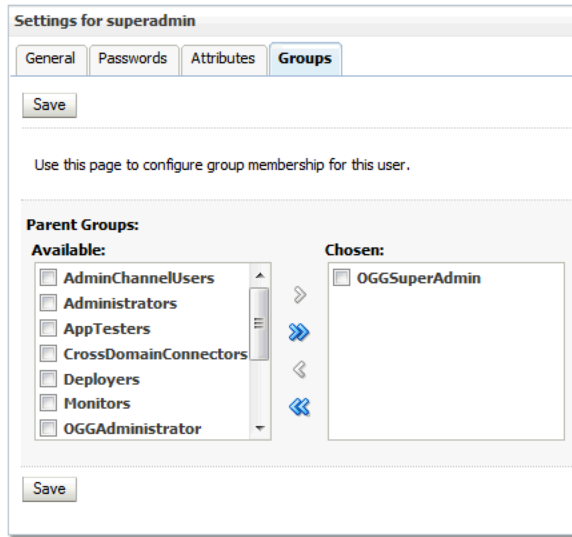 Settings for superadmin
General Passwords Attributes Groups
Save
Use this page to configure group membership for this user.
Parent Groups:
Available: Chosen:
AdminChannelUsers OGGSuperAdmin
Administrators
AppTesters
CrossDomainConnectors
Deployers
Monitors
OGGAdministrator
Save